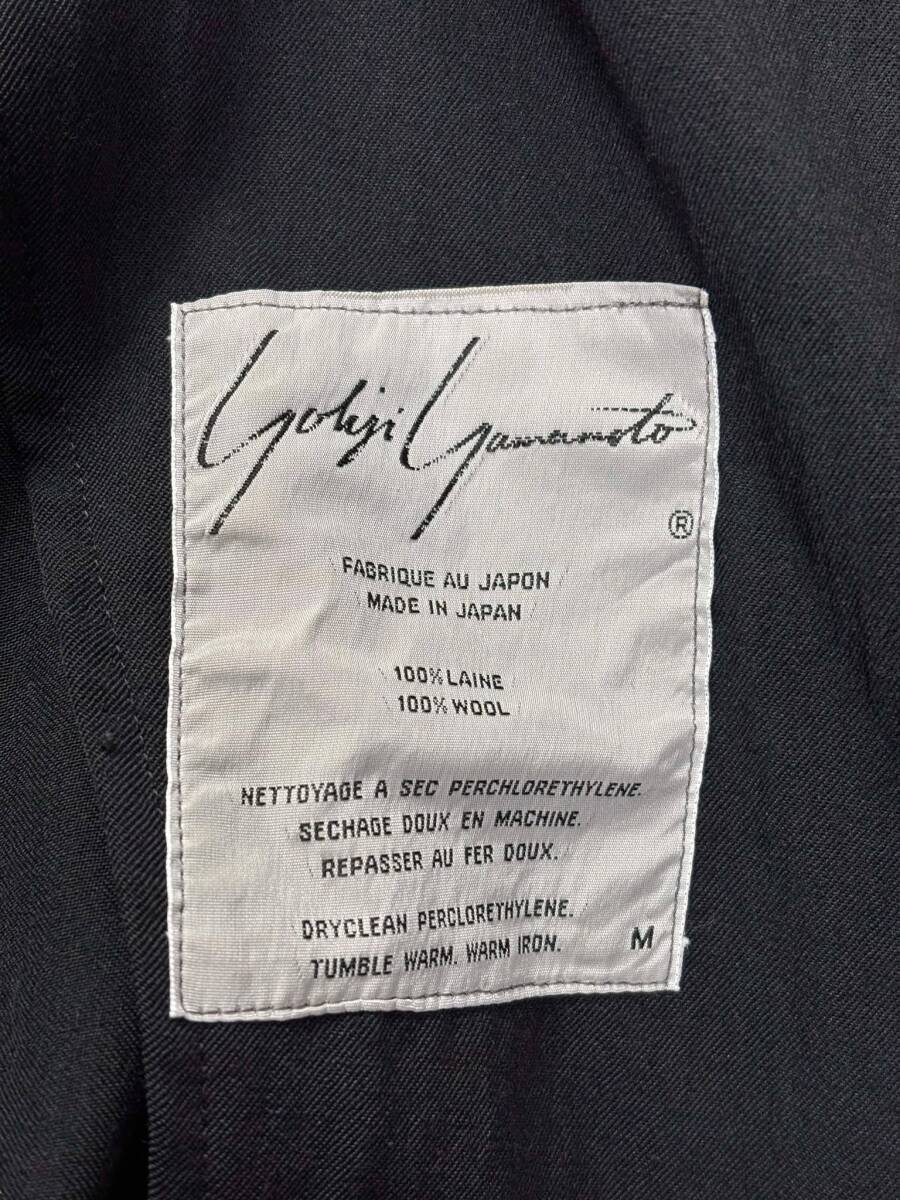 Yohji Yamamoto
®
FABRIQUE AU JAPON
MADE IN JAPAN
100% LAINE
100% WOOL
NETTOYAGE A SEC PERCHLORETHYLENE.
SECHAGE DOUX EN MACHINE.
REPASSER AU FER DOUX.
DRYCLEAN PERCLORETHYLENE.
TUMBLE WARM. WARM IRON.
M